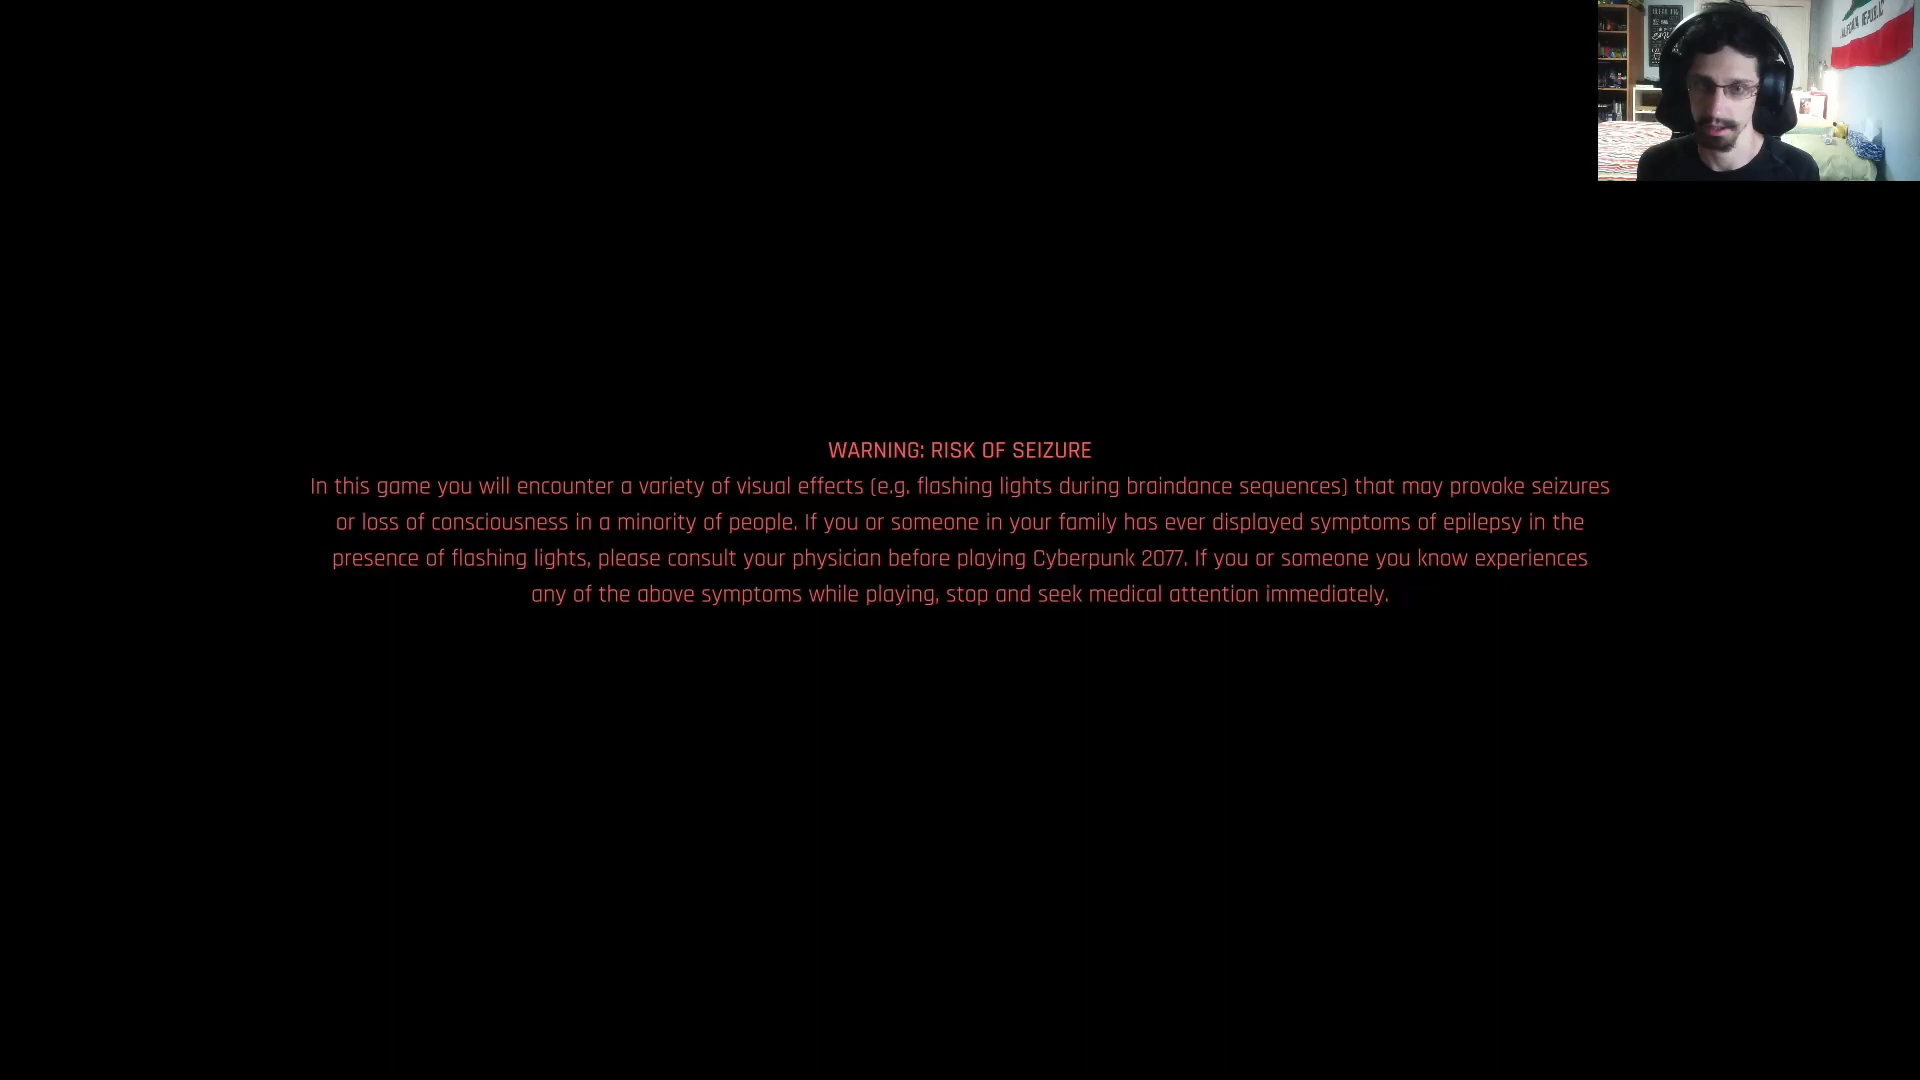 WARNING: RISK OF SEIZURE
In this game you will encounter a variety of visual effects (e.g. flashing lights during braindance sequences) that may provoke seizures
or loss of consciousness in a minority of people. If you or someone in your family has ever displayed symptoms of epilepsy in the
presence of flashing lights, please consult your physician before playing Cyberpunk 2077. If you or someone you know experiences
any of the above symptoms while playing, stop and seek medical attention immediately.